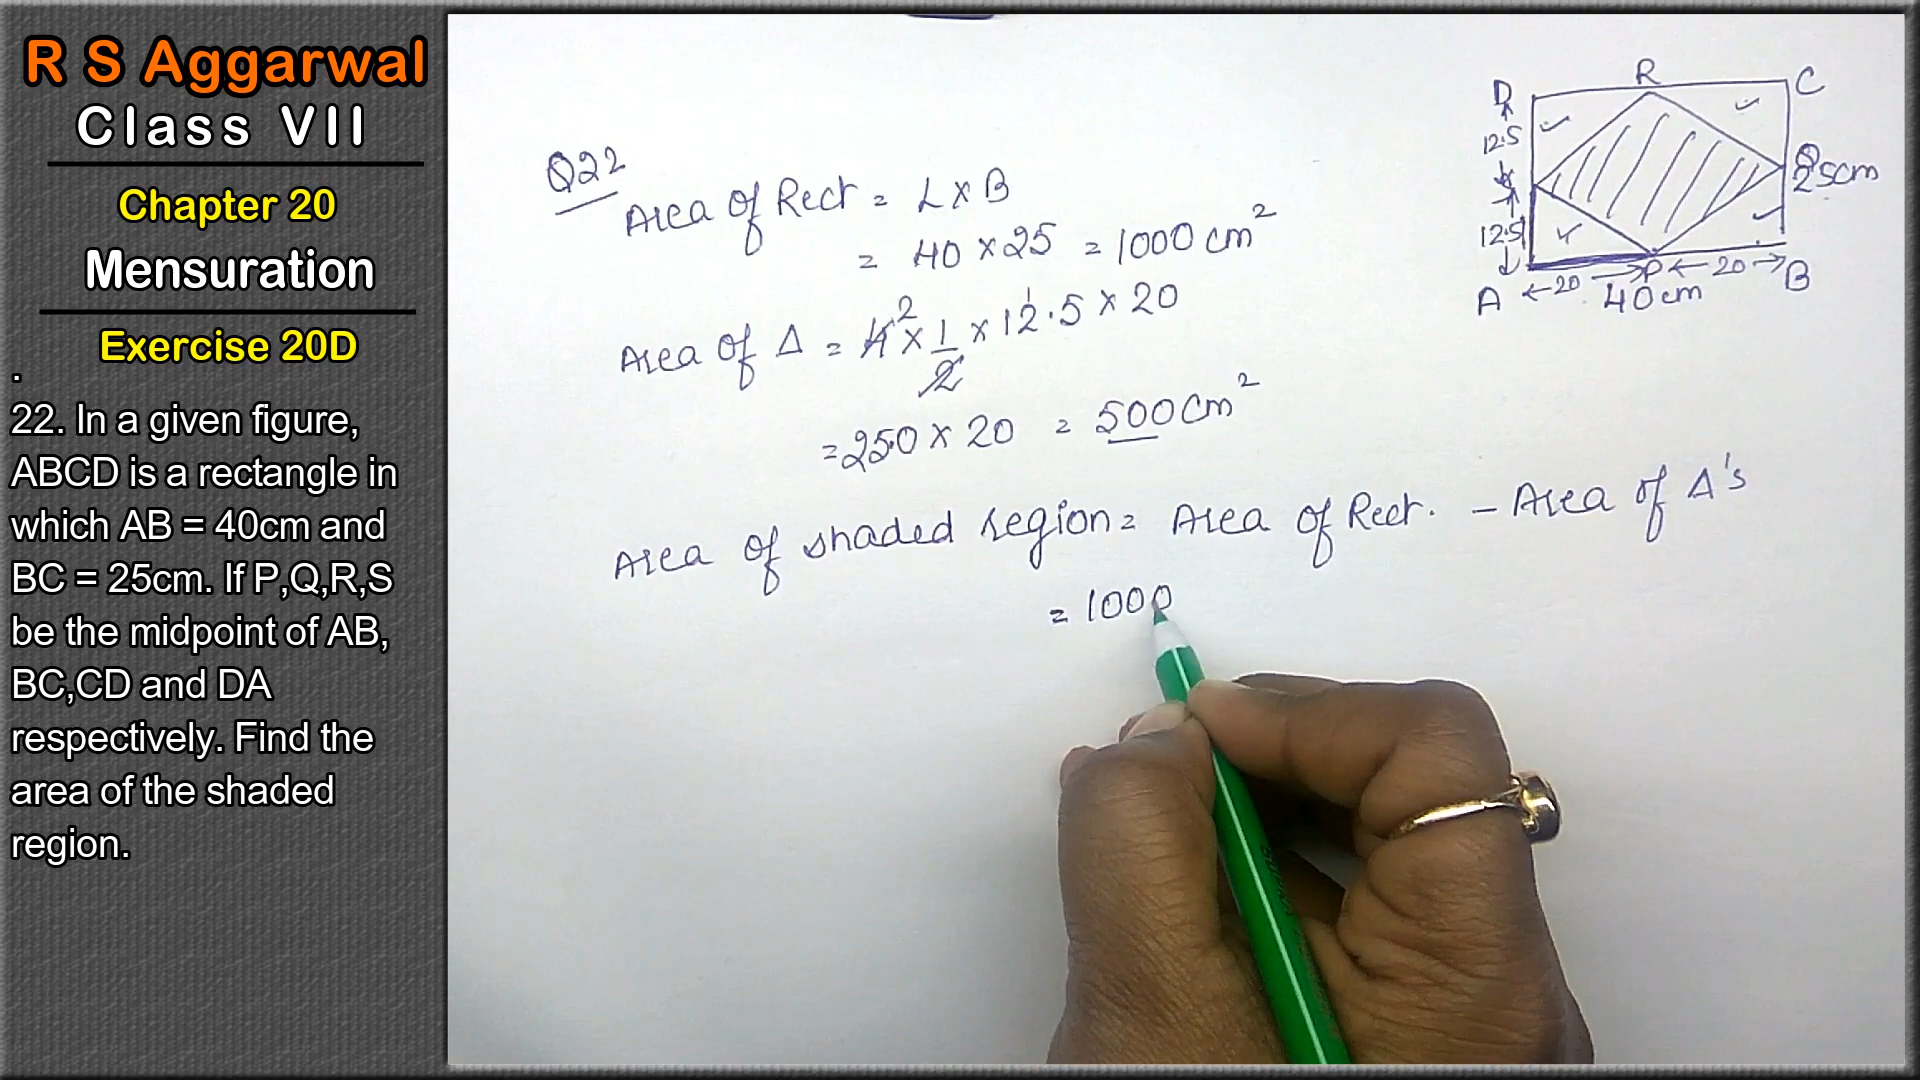 R S Aggarwal
Class VII
Chapter 20
Mensuration
Exercise 20D
.
22. In a given figure,
ABCD is a rectangle in
which AB = 40cm and
BC = 25cm. If P,Q,R,S
be the midpoint of AB,
BC,CD and DA
respectively. Find the
area of the shaded
region.
Q22
Area of Rect = L x B
= 40 x 25 = 1000 cm²
Area of Δ = 4 2 x 1/2 x 12.5 x 20
= 25.0 x 20 = 500 cm²
Area of shaded region = Area of Rect. - Area of Δ's
= 1000
D R C
12.5
25cm
12.5
A 20 P 20 B
40cm